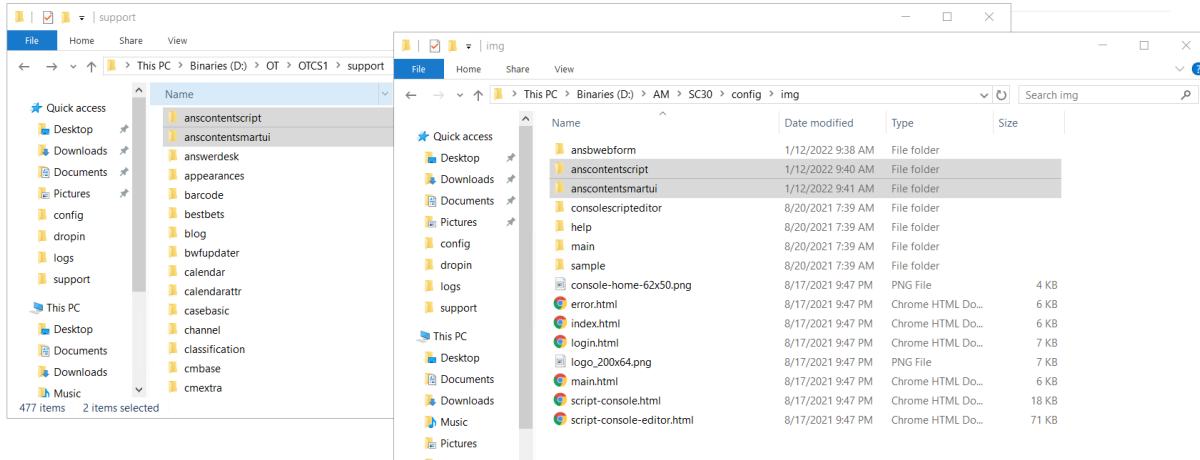 support
File Home Share View
This PC > Binaries (D:) > OT > OTCS1 > support
Name
Quick access
Desktop
Downloads
Documents
Pictures
config
dropin
logs
support
This PC
Desktop
Documents
Downloads
Music
anscontentscript
anscontentsmartui
answerdesk
appearances
barcode
bestbets
blog
bwfupdater
calendar
calendarattr
casebasic
channel
classification
cmbase
cmextra
477 items 2 items selected
img
File Home Share View
This PC > Binaries (D:) > AM > SC30 > config > img
Search img
Quick access
Desktop
Downloads
Documents
Pictures
config
dropin
logs
support
This PC
Desktop
Documents
Downloads
Music
Pictures
Name Date modified Type Size
ansbwebform 1/12/2022 9:38 AM File folder
anscontentscript 1/12/2022 9:40 AM File folder
anscontentsmartui 1/12/2022 9:41 AM File folder
consolescripteditor 8/20/2021 7:39 AM File folder
help 8/20/2021 7:39 AM File folder
main 8/20/2021 7:39 AM File folder
sample 8/20/2021 7:39 AM File folder
console-home-62x50.png 8/17/2021 9:47 PM PNG File 4 KB
error.html 8/17/2021 9:47 PM Chrome HTML Do... 6 KB
index.html 8/17/2021 9:47 PM Chrome HTML Do... 6 KB
login.html 8/17/2021 9:47 PM Chrome HTML Do... 7 KB
logo_200x64.png 8/17/2021 9:47 PM PNG File 7 KB
main.html 8/17/2021 9:47 PM Chrome HTML Do... 6 KB
script-console.html 8/17/2021 9:47 PM Chrome HTML Do... 18 KB
script-console-editor.html 8/17/2021 9:47 PM Chrome HTML Do... 71 KB